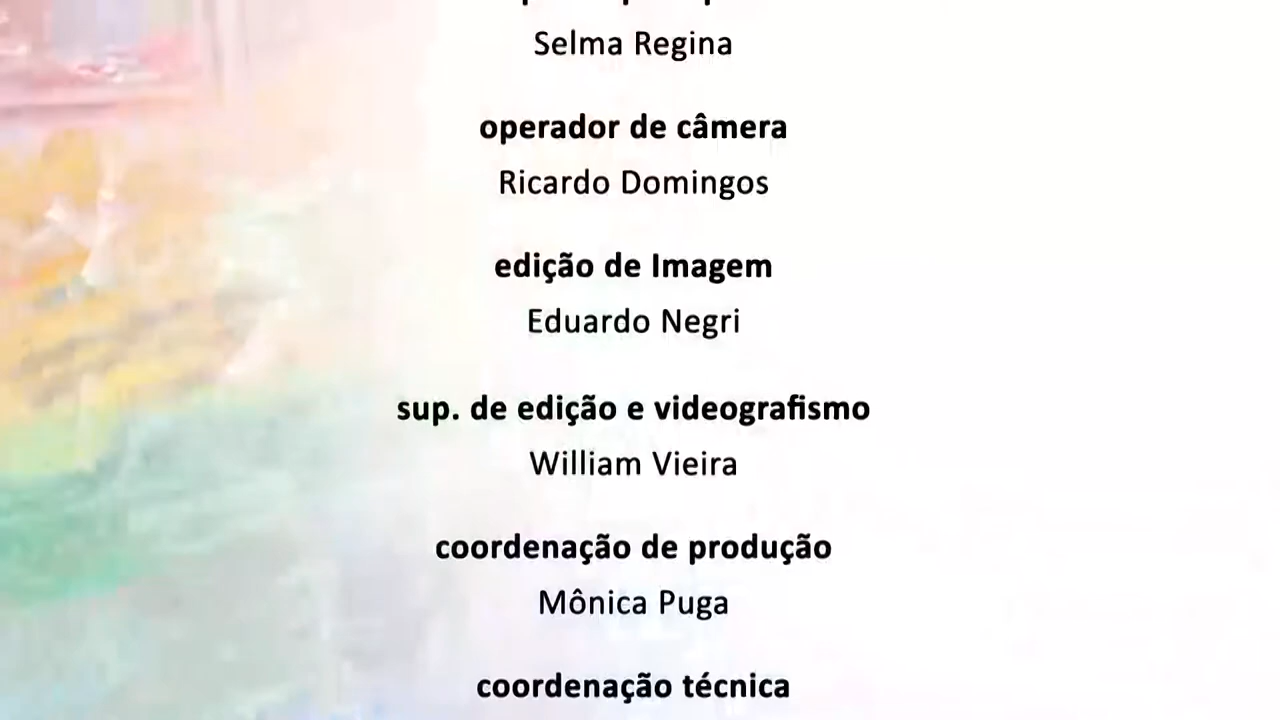 Selma Regina
operador de câmera
Ricardo Domingos
edição de Imagem
Eduardo Negri
sup. de edição e videografismo
William Vieira
coordenação de produção
Mônica Puga
coordenação técnica